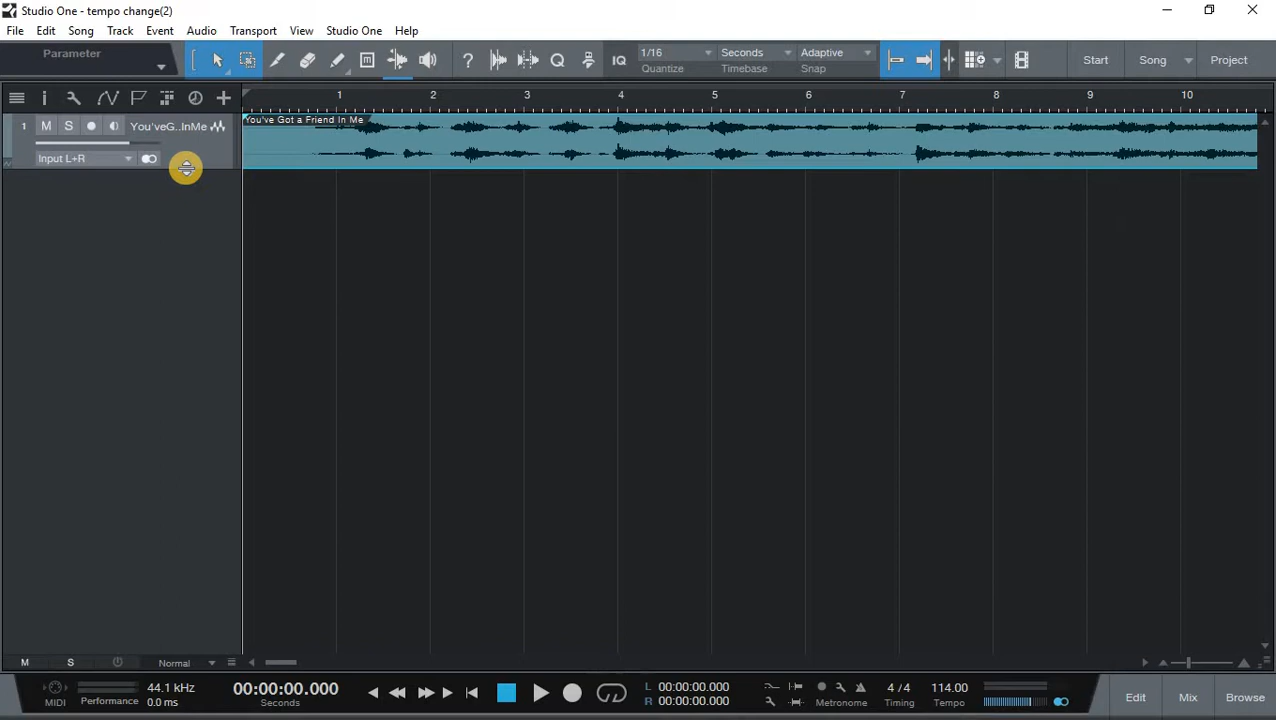 Studio One - tempo change(2)
File Edit Song Track Event Audio Transport View Studio One Help
Parameter
IQ
1/16 Seconds Adaptive
Quantize Timebase Snap
Start Song Project
1 2 3 4 5 6 7 8 9 10
1 M S You'veG..InMe
You've Got a Friend In Me
Input L+R
M S Normal
MIDI
Performance
44.1 kHz
0.0 ms
00:00:00.000
Seconds
L 00:00:00.000
R 00:00:00.000
Metronome
4 / 4
Timing
114.00
Tempo
Edit Mix Browse